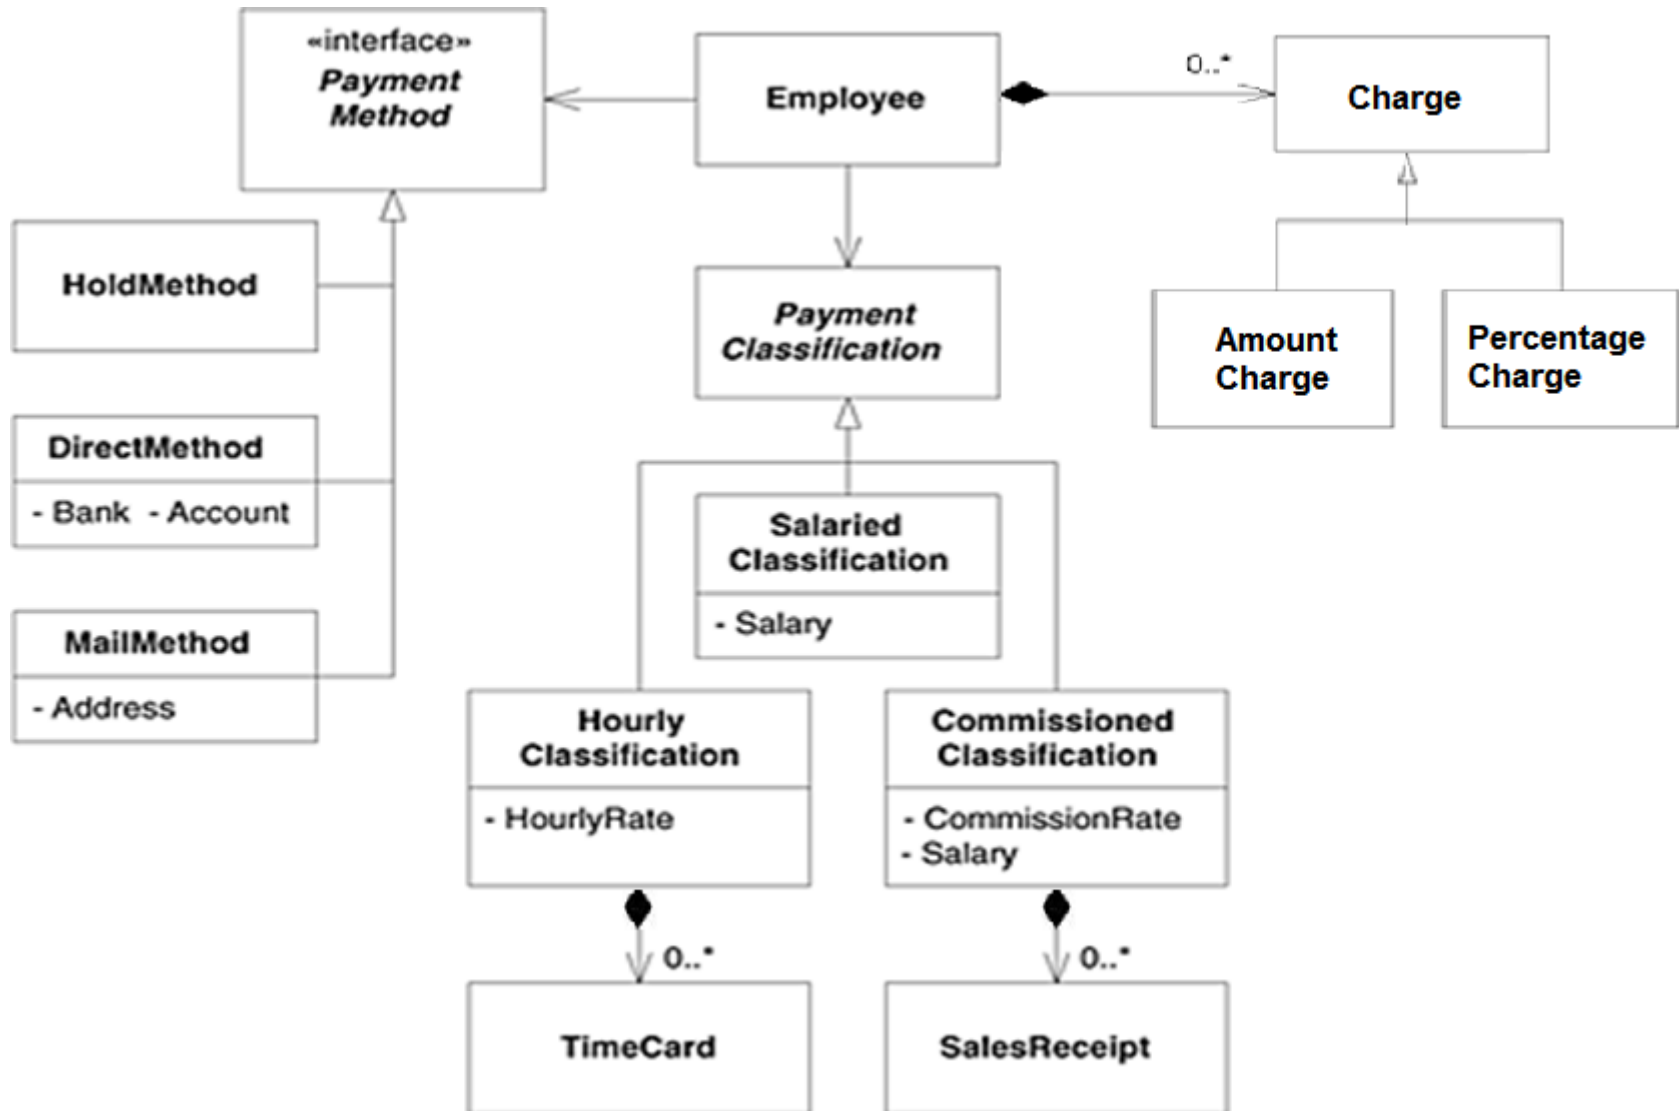 «interface»
Payment
Method
Employee
0..*
Charge
HoldMethod
Payment
Classification
Amount
Charge
Percentage
Charge
DirectMethod
- Bank - Account
Salaried
Classification
- Salary
MailMethod
- Address
Hourly
Classification
- HourlyRate
Commissioned
Classification
- CommissionRate
- Salary
0..*
0..*
TimeCard
SalesReceipt